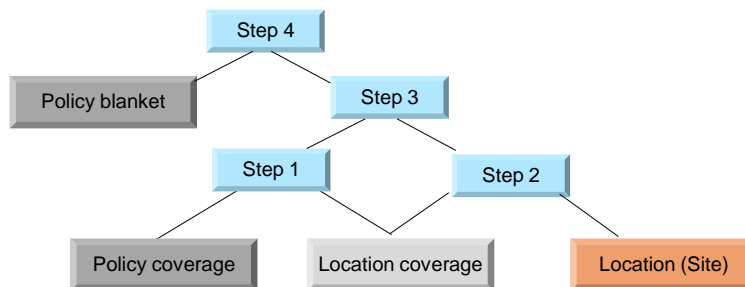 Step 4
Policy blanket
Step 3
Step 1
Step 2
Policy coverage
Location coverage
Location (Site)